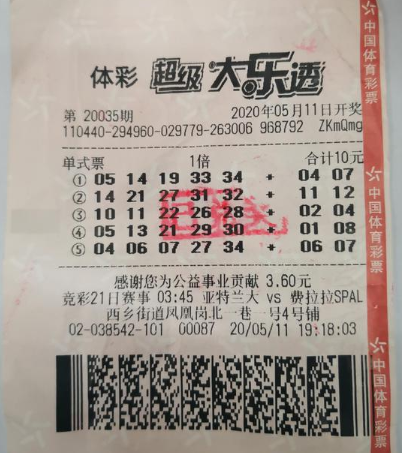 体彩 超级大乐透
第 20035期 2020年05月11日开奖
110440-294960-029779-263006 968792 ZKmQmg
单式票 1倍 合计10元
① 05 14 19 33 34 + 04 07
② 14 21 27 31 32 + 11 12
③ 10 11 22 26 28 + 02 04
④ 05 13 21 29 30 + 01 08
⑤ 04 06 07 27 34 + 06 07
感谢您为公益事业贡献 3.60元
竞彩21日赛事 03:45 亚特兰大 vs 费拉拉SPAL
西乡街道凤凰岗北一巷一号4号铺
02-038542-101 00087 20/05/11 19:18:03
中国体育彩票
中国体育彩票
中国体育彩票